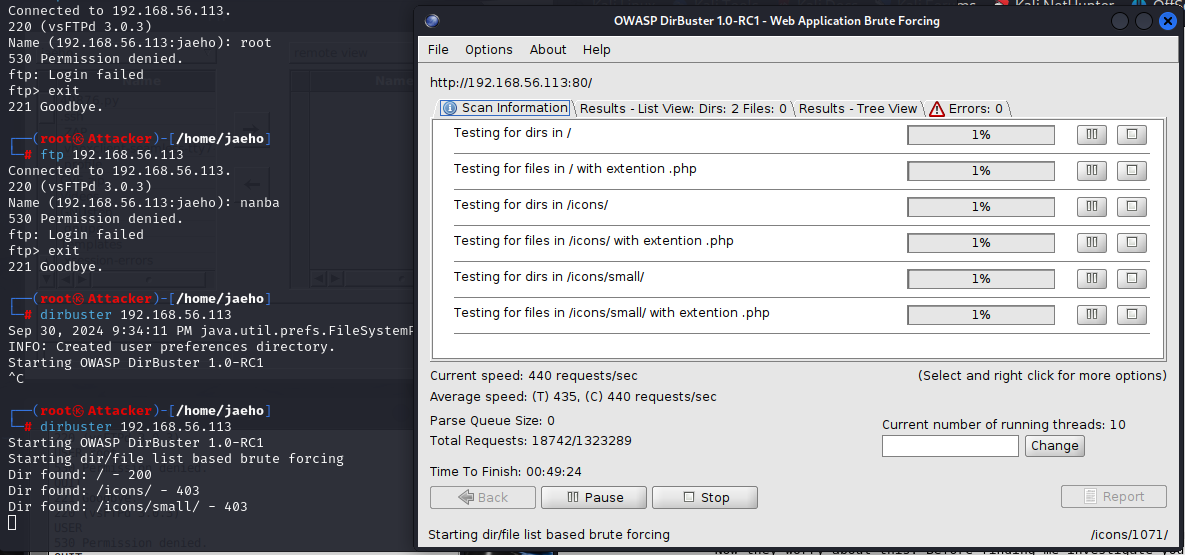 Connected to 192.168.56.113.
220 (vsFTPd 3.0.3)
Name (192.168.56.113:jaeho): root
530 Permission denied.
ftp: Login failed
ftp> exit
221 Goodbye.
┌──(root㉿Attacker)-[/home/jaeho]
└─# ftp 192.168.56.113
Connected to 192.168.56.113.
220 (vsFTPd 3.0.3)
Name (192.168.56.113:jaeho): nanba
530 Permission denied.
ftp: Login failed
ftp> exit
221 Goodbye.
┌──(root㉿Attacker)-[/home/jaeho]
└─# dirbuster 192.168.56.113
Sep 30, 2024 9:34:11 PM java.util.prefs.FileSystemP
INFO: Created user preferences directory.
Starting OWASP DirBuster 1.0-RC1
^C
┌──(root㉿Attacker)-[/home/jaeho]
└─# dirbuster 192.168.56.113
Starting OWASP DirBuster 1.0-RC1
Starting dir/file list based brute forcing
Dir found: / - 200
Dir found: /icons/ - 403
Dir found: /icons/small/ - 403
USER
530 Permission denied.
QUIT
Kali NetHunter
OWASP DirBuster 1.0-RC1 - Web Application Brute Forcing
File Options About Help
http://192.168.56.113:80/
Scan Information Results - List View: Dirs: 2 Files: 0 Results - Tree View Errors: 0
Testing for dirs in / 1%
Testing for files in / with extention .php 1%
Testing for dirs in /icons/ 1%
Testing for files in /icons/ with extention .php 1%
Testing for dirs in /icons/small/ 1%
Testing for files in /icons/small/ with extention .php 1%
Current speed: 440 requests/sec (Select and right click for more options)
Average speed: (T) 435, (C) 440 requests/sec
Parse Queue Size: 0 Current number of running threads: 10
Total Requests: 18742/1323289
Change
Time To Finish: 00:49:24
Back Pause Stop Report
Starting dir/file list based brute forcing /icons/1071/